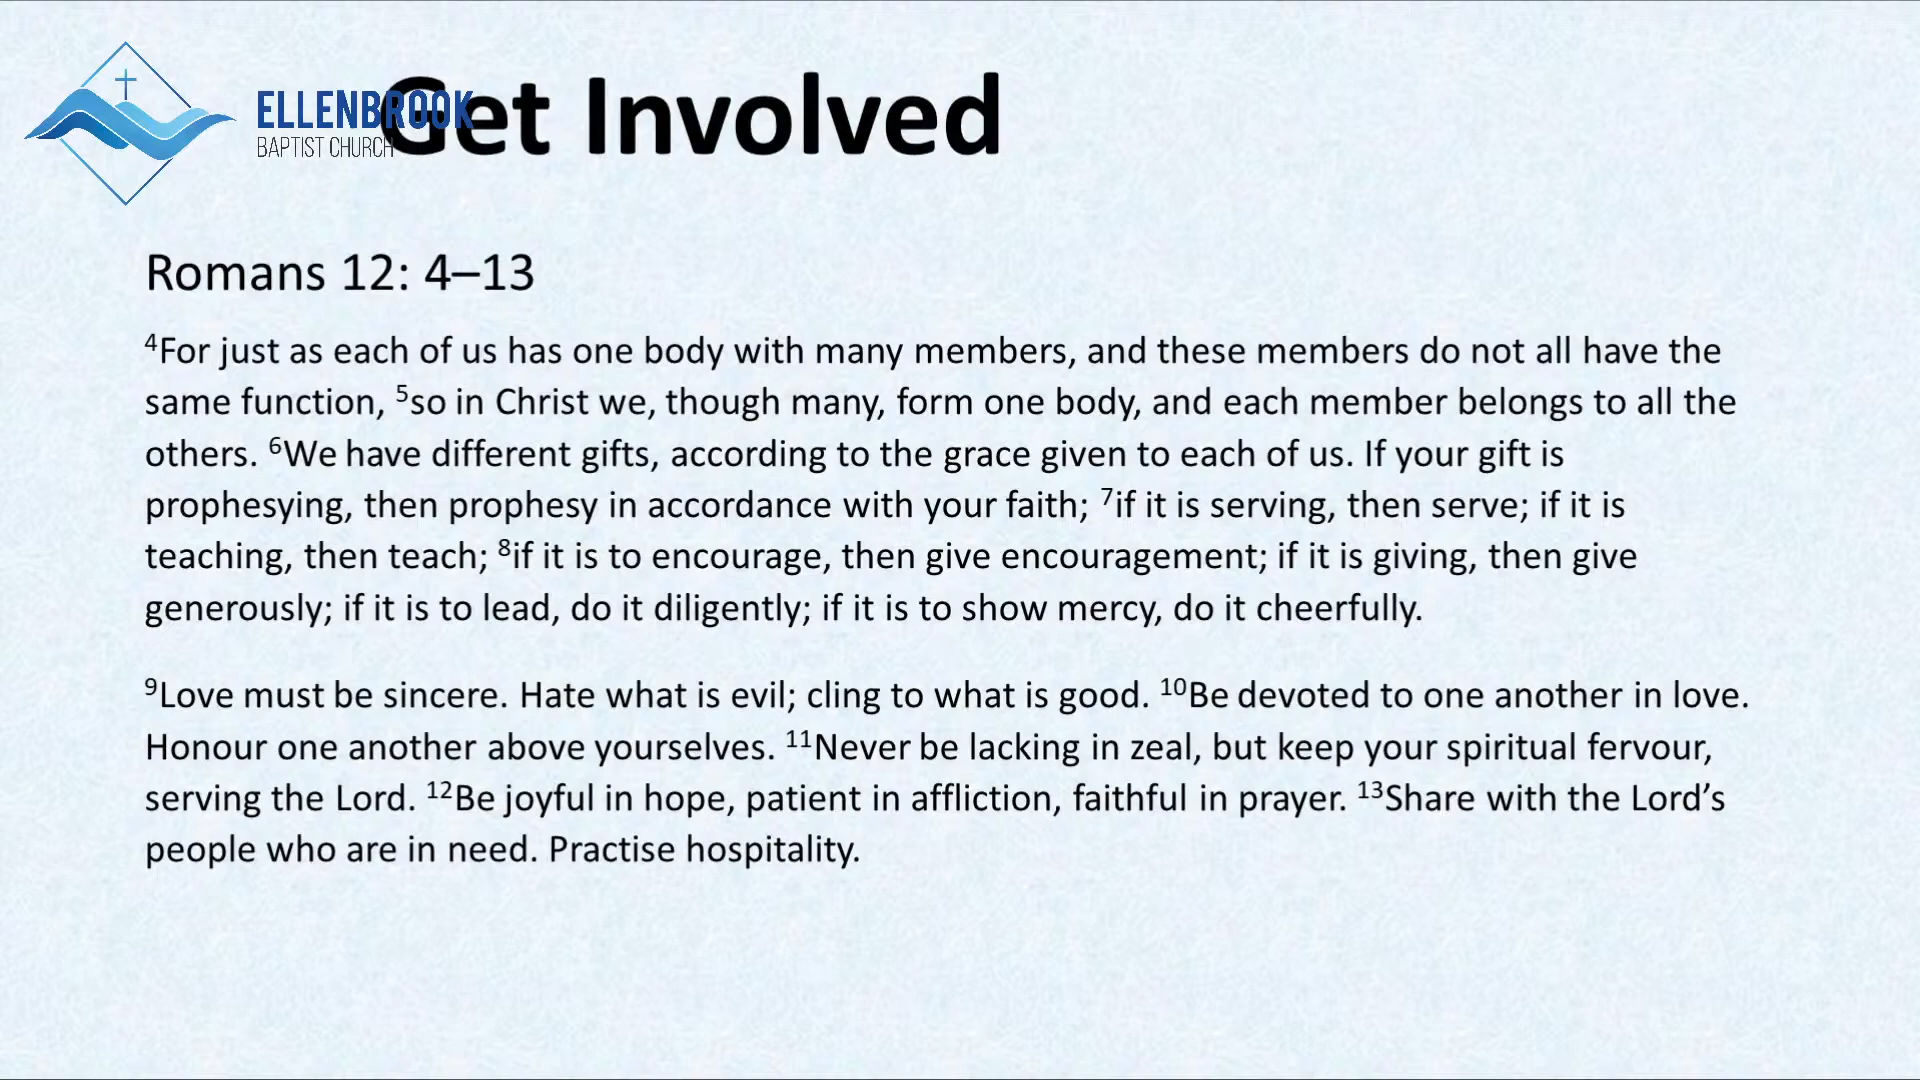 ELLENBROOK
BAPTIST CHURCH
Get Involved
Romans 12: 4–13
⁴For just as each of us has one body with many members, and these members do not all have the
same function, ⁵so in Christ we, though many, form one body, and each member belongs to all the
others. ⁶We have different gifts, according to the grace given to each of us. If your gift is
prophesying, then prophesy in accordance with your faith; ⁷if it is serving, then serve; if it is
teaching, then teach; ⁸if it is to encourage, then give encouragement; if it is giving, then give
generously; if it is to lead, do it diligently; if it is to show mercy, do it cheerfully.
⁹Love must be sincere. Hate what is evil; cling to what is good. ¹⁰Be devoted to one another in love.
Honour one another above yourselves. ¹¹Never be lacking in zeal, but keep your spiritual fervour,
serving the Lord. ¹²Be joyful in hope, patient in affliction, faithful in prayer. ¹³Share with the Lord’s
people who are in need. Practise hospitality.